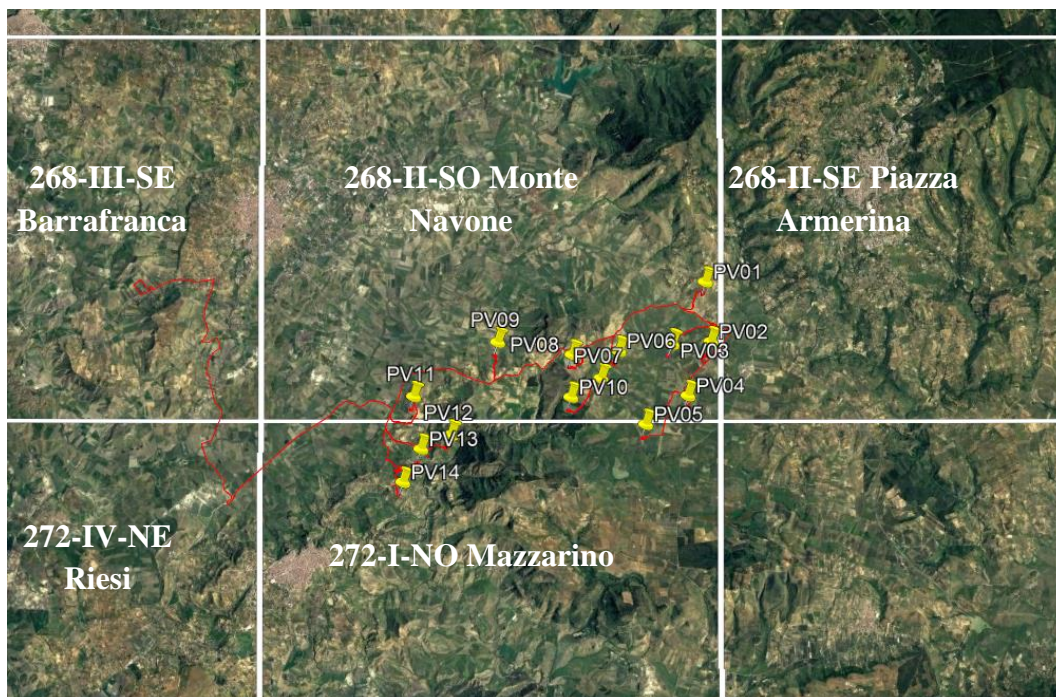 268-III-SE
Barrafranca
268-II-SO Monte
Navone
268-II-SE Piazza
Armerina
PV01
PV02
PV09
PV08
PV06
PV03
PV07
PV04
PV11
PV10
PV12
PV05
PV13
PV14
272-IV-NE
Riesi
272-I-NO Mazzarino